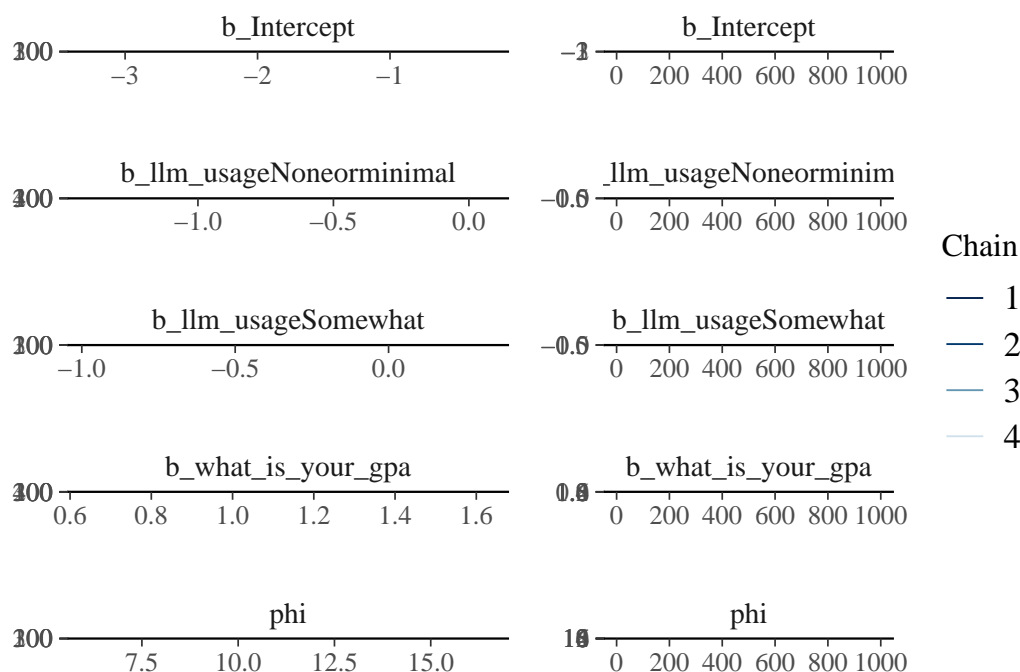 b_Intercept
b_Intercept
−3 −2 −1
0 200 400 600 800 1000
b_llm_usageNoneorminimal
_llm_usageNoneorminim
−1.0 −0.5 0.0
0 200 400 600 800 1000
Chain
1
2
3
4
b_llm_usageSomewhat
b_llm_usageSomewhat
−1.0 −0.5 0.0
0 200 400 600 800 1000
b_what_is_your_gpa
b_what_is_your_gpa
0.6 0.8 1.0 1.2 1.4 1.6
0 200 400 600 800 1000
phi
phi
7.5 10.0 12.5 15.0
0 200 400 600 800 1000